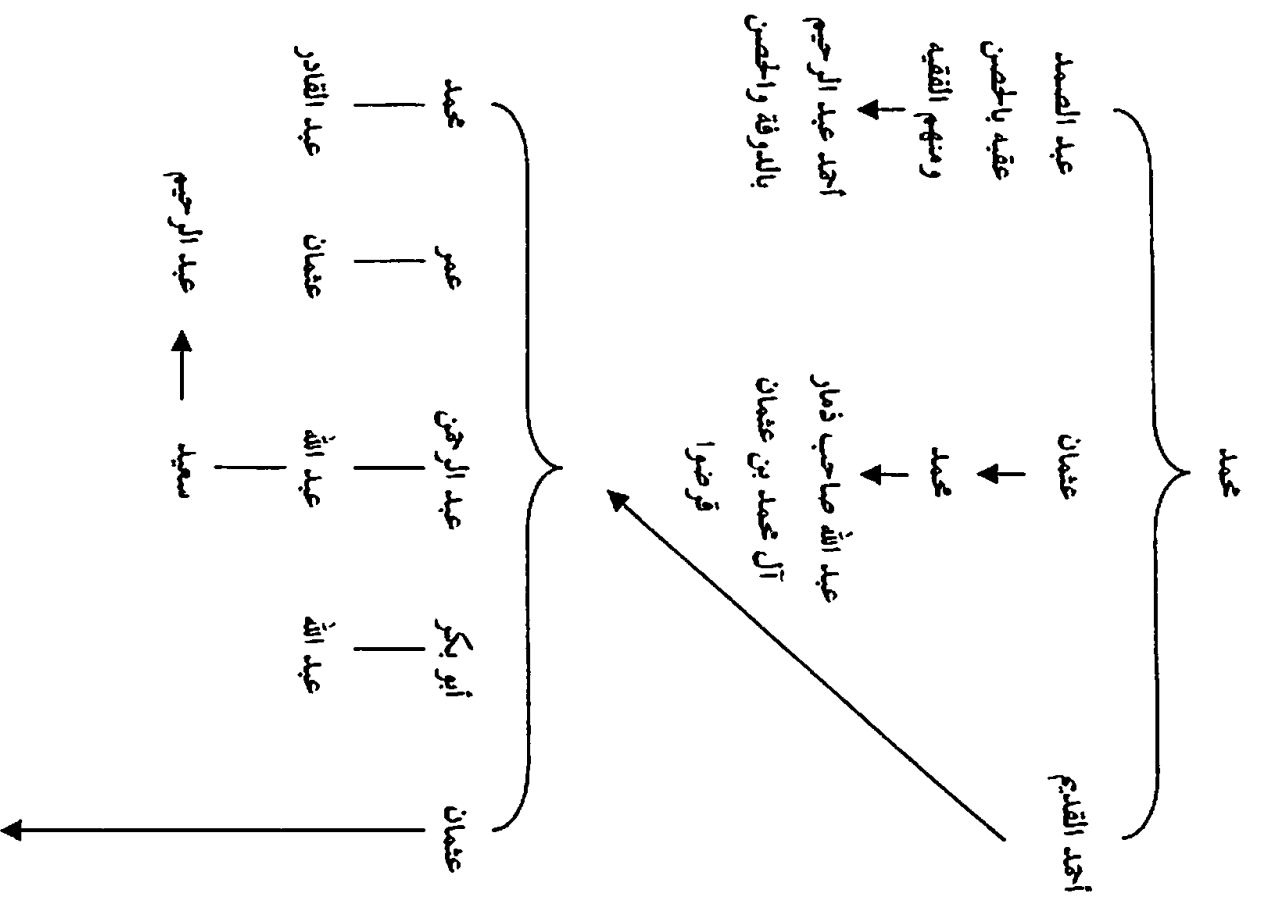 محمد
أحمد القديم
عثمان
محمد
عبد الله صاحب ذمار
آل محمد بن عثمان
قرضوا
عبد الصمد
عقبه بالحصن
ومنهم الفقيه
أحمد عبد الرحيم
بالدوفة والحصن
عثمان
أبو بكر
عبد الرحمن
عمر
محمد
عبد الله
عبد الله
عثمان
عبد القادر
سعيد
عبد الرحيم